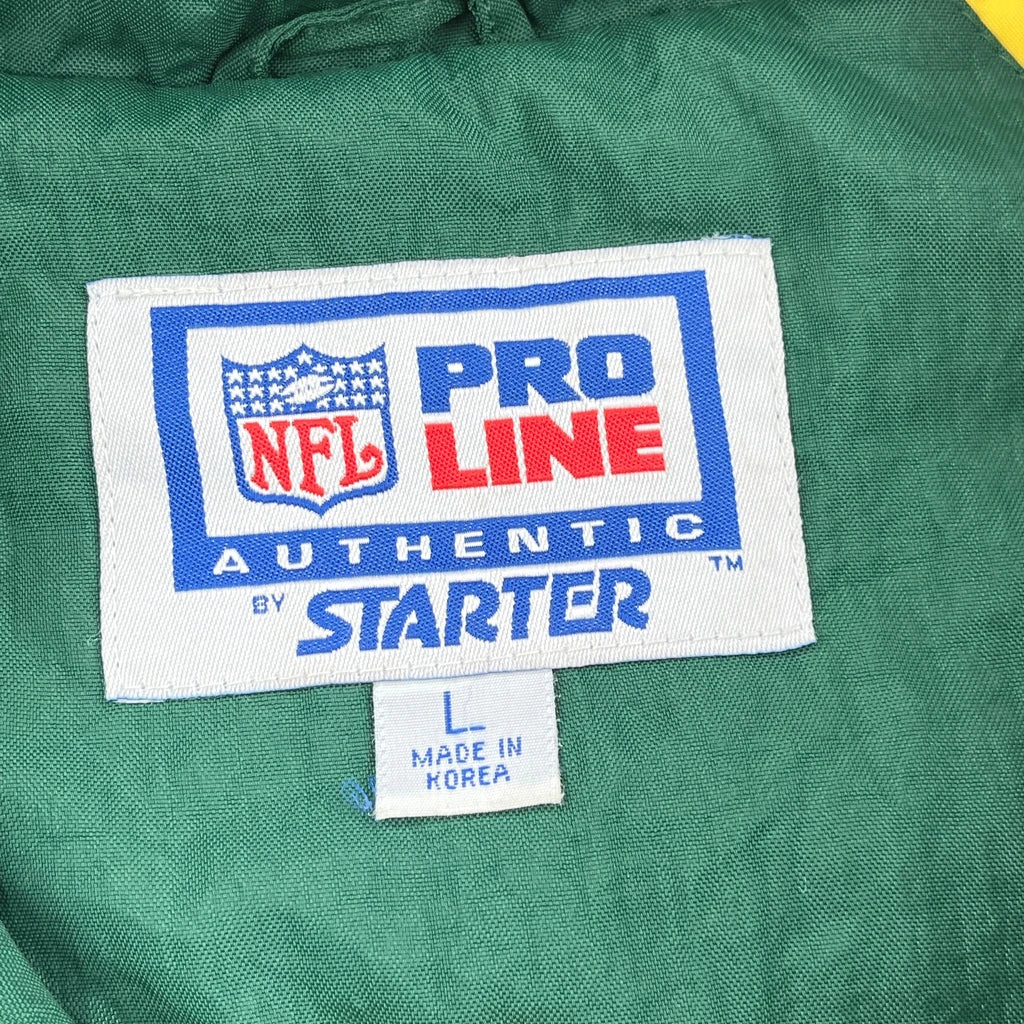 NFL
PRO
LINE
AUTHENTIC
TM
BY STARTER
L
MADE IN
KOREA